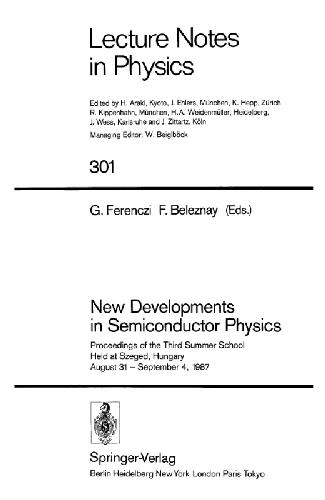 Lecture Notes
in Physics
Edited by H. Araki, Kyoto, J. Ehlers, München, K. Hepp, Zürich
R. Kippenhahn, München, H.A. Weidenmüller, Heidelberg,
J. Wess, Karlsruhe and J. Zittartz, Köln
Managing Editor: W. Beiglböck
301
G. Ferenczi F. Beleznay (Eds.)
New Developments
in Semiconductor Physics
Proceedings of the Third Summer School
Held at Szeged, Hungary
August 31 – September 4, 1987
Springer-Verlag
Berlin Heidelberg New York London Paris Tokyo